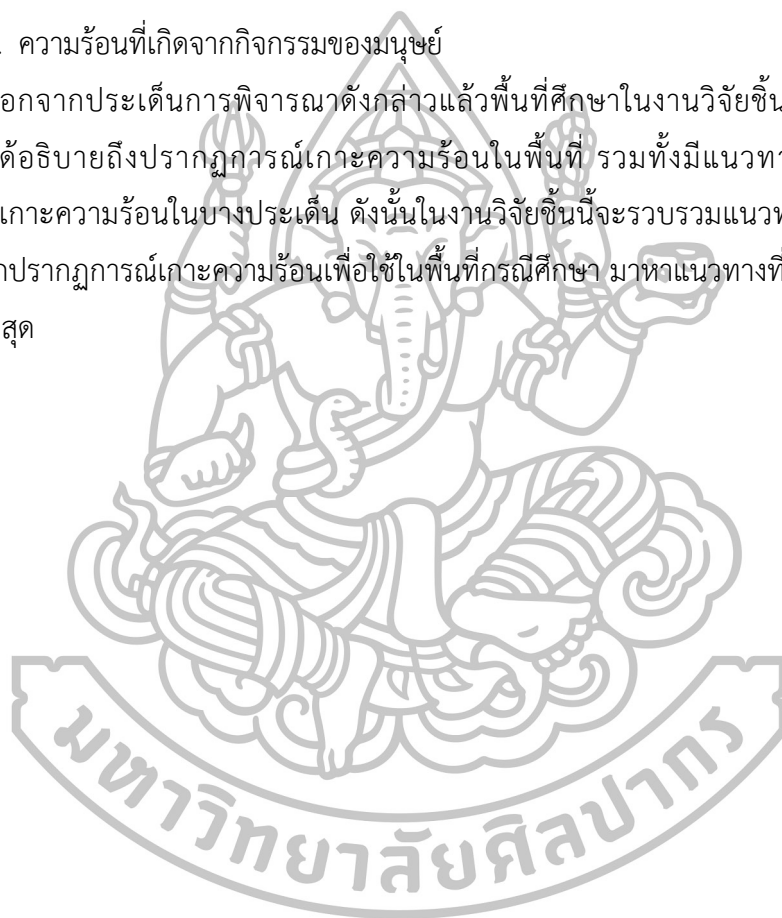 . ความร้อนที่เกิดจากกิจกรรมของมนุษย์
อกจากประเด็นการพิจารณาดังกล่าวแล้วพื้นที่ศึกษาในงานวิจัยชิ้น
ด้อธิบายถึงปรากฏการณ์เกาะความร้อนในพื้นที่ รวมทั้งมีแนวทา
เกาะความร้อนในบางประเด็น ดังนั้นในงานวิจัยชิ้นนี้จะรวบรวมแนวท
าปรากฏการณ์เกาะความร้อนเพื่อใช้ในพื้นที่กรณีศึกษา มาหาแนวทางที่
สุด
มหาวิทยาลัยศิลปากร